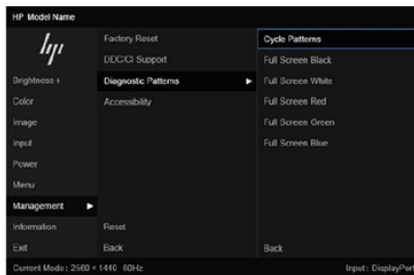 HP Model Name
hp
Brightness +
Color
Image
Input
Power
Menu
Management
Information
Exit
Factory Reset
DDC/CI Support
Diagnostic Patterns
Accessibility
Reset
Back
Cycle Patterns
Full Screen Black
Full Screen White
Full Screen Red
Full Screen Green
Full Screen Blue
Back
Current Mode: 2560 × 1440 60Hz
Input: DisplayPort